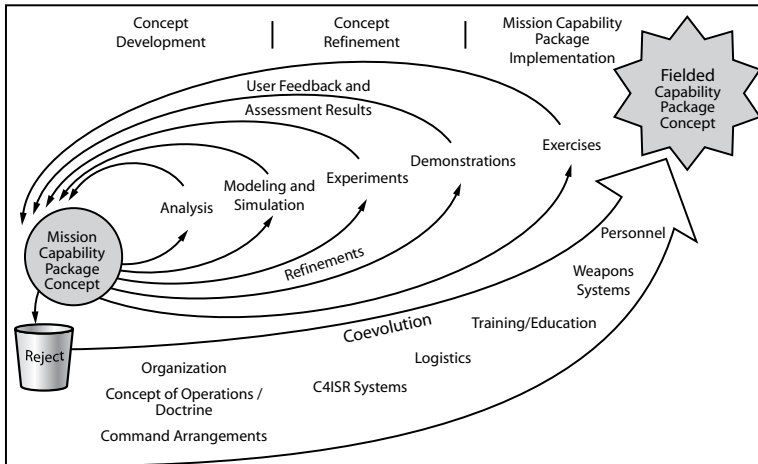 Concept
Development
Concept
Refinement
Mission Capability
Package
Implementation
Fielded
Capability
Package
Concept
User Feedback and
Assessment Results
Exercises
Demonstrations
Experiments
Modeling and
Simulation
Analysis
Mission
Capability
Package
Concept
Refinements
Personnel
Weapons
Systems
Training/Education
Coevolution
Logistics
C4ISR Systems
Reject
Organization
Concept of Operations /
Doctrine
Command Arrangements